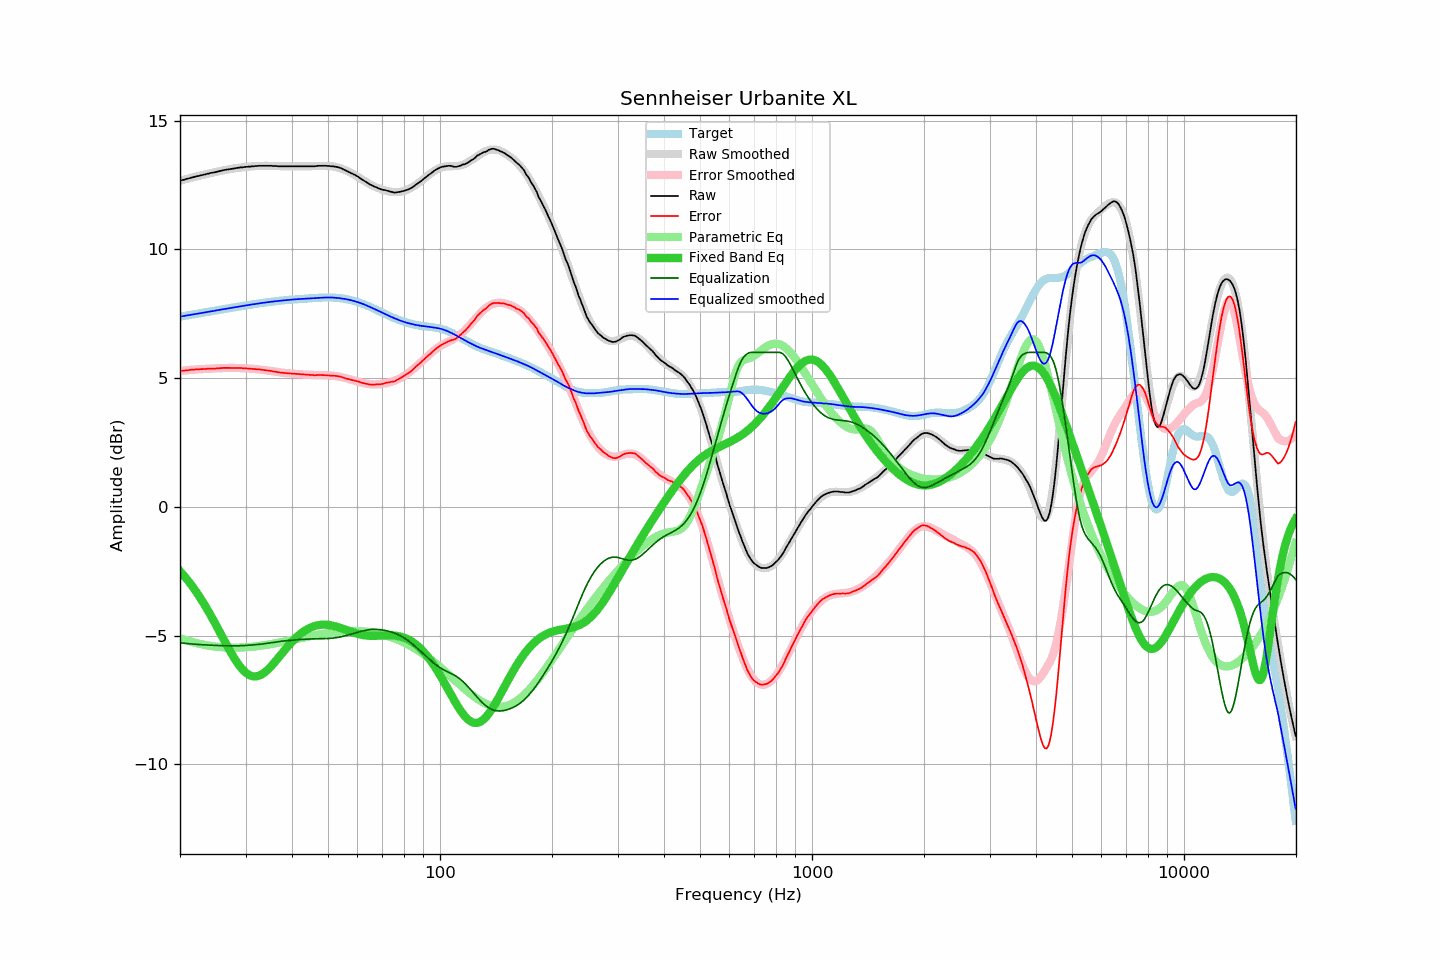 Sennheiser Urbanite XL
15
10
5
0
−5
−10
Amplitude (dBr)
Target
Raw Smoothed
Error Smoothed
Raw
Error
Parametric Eq
Fixed Band Eq
Equalization
Equalized smoothed
100
1000
10000
Frequency (Hz)